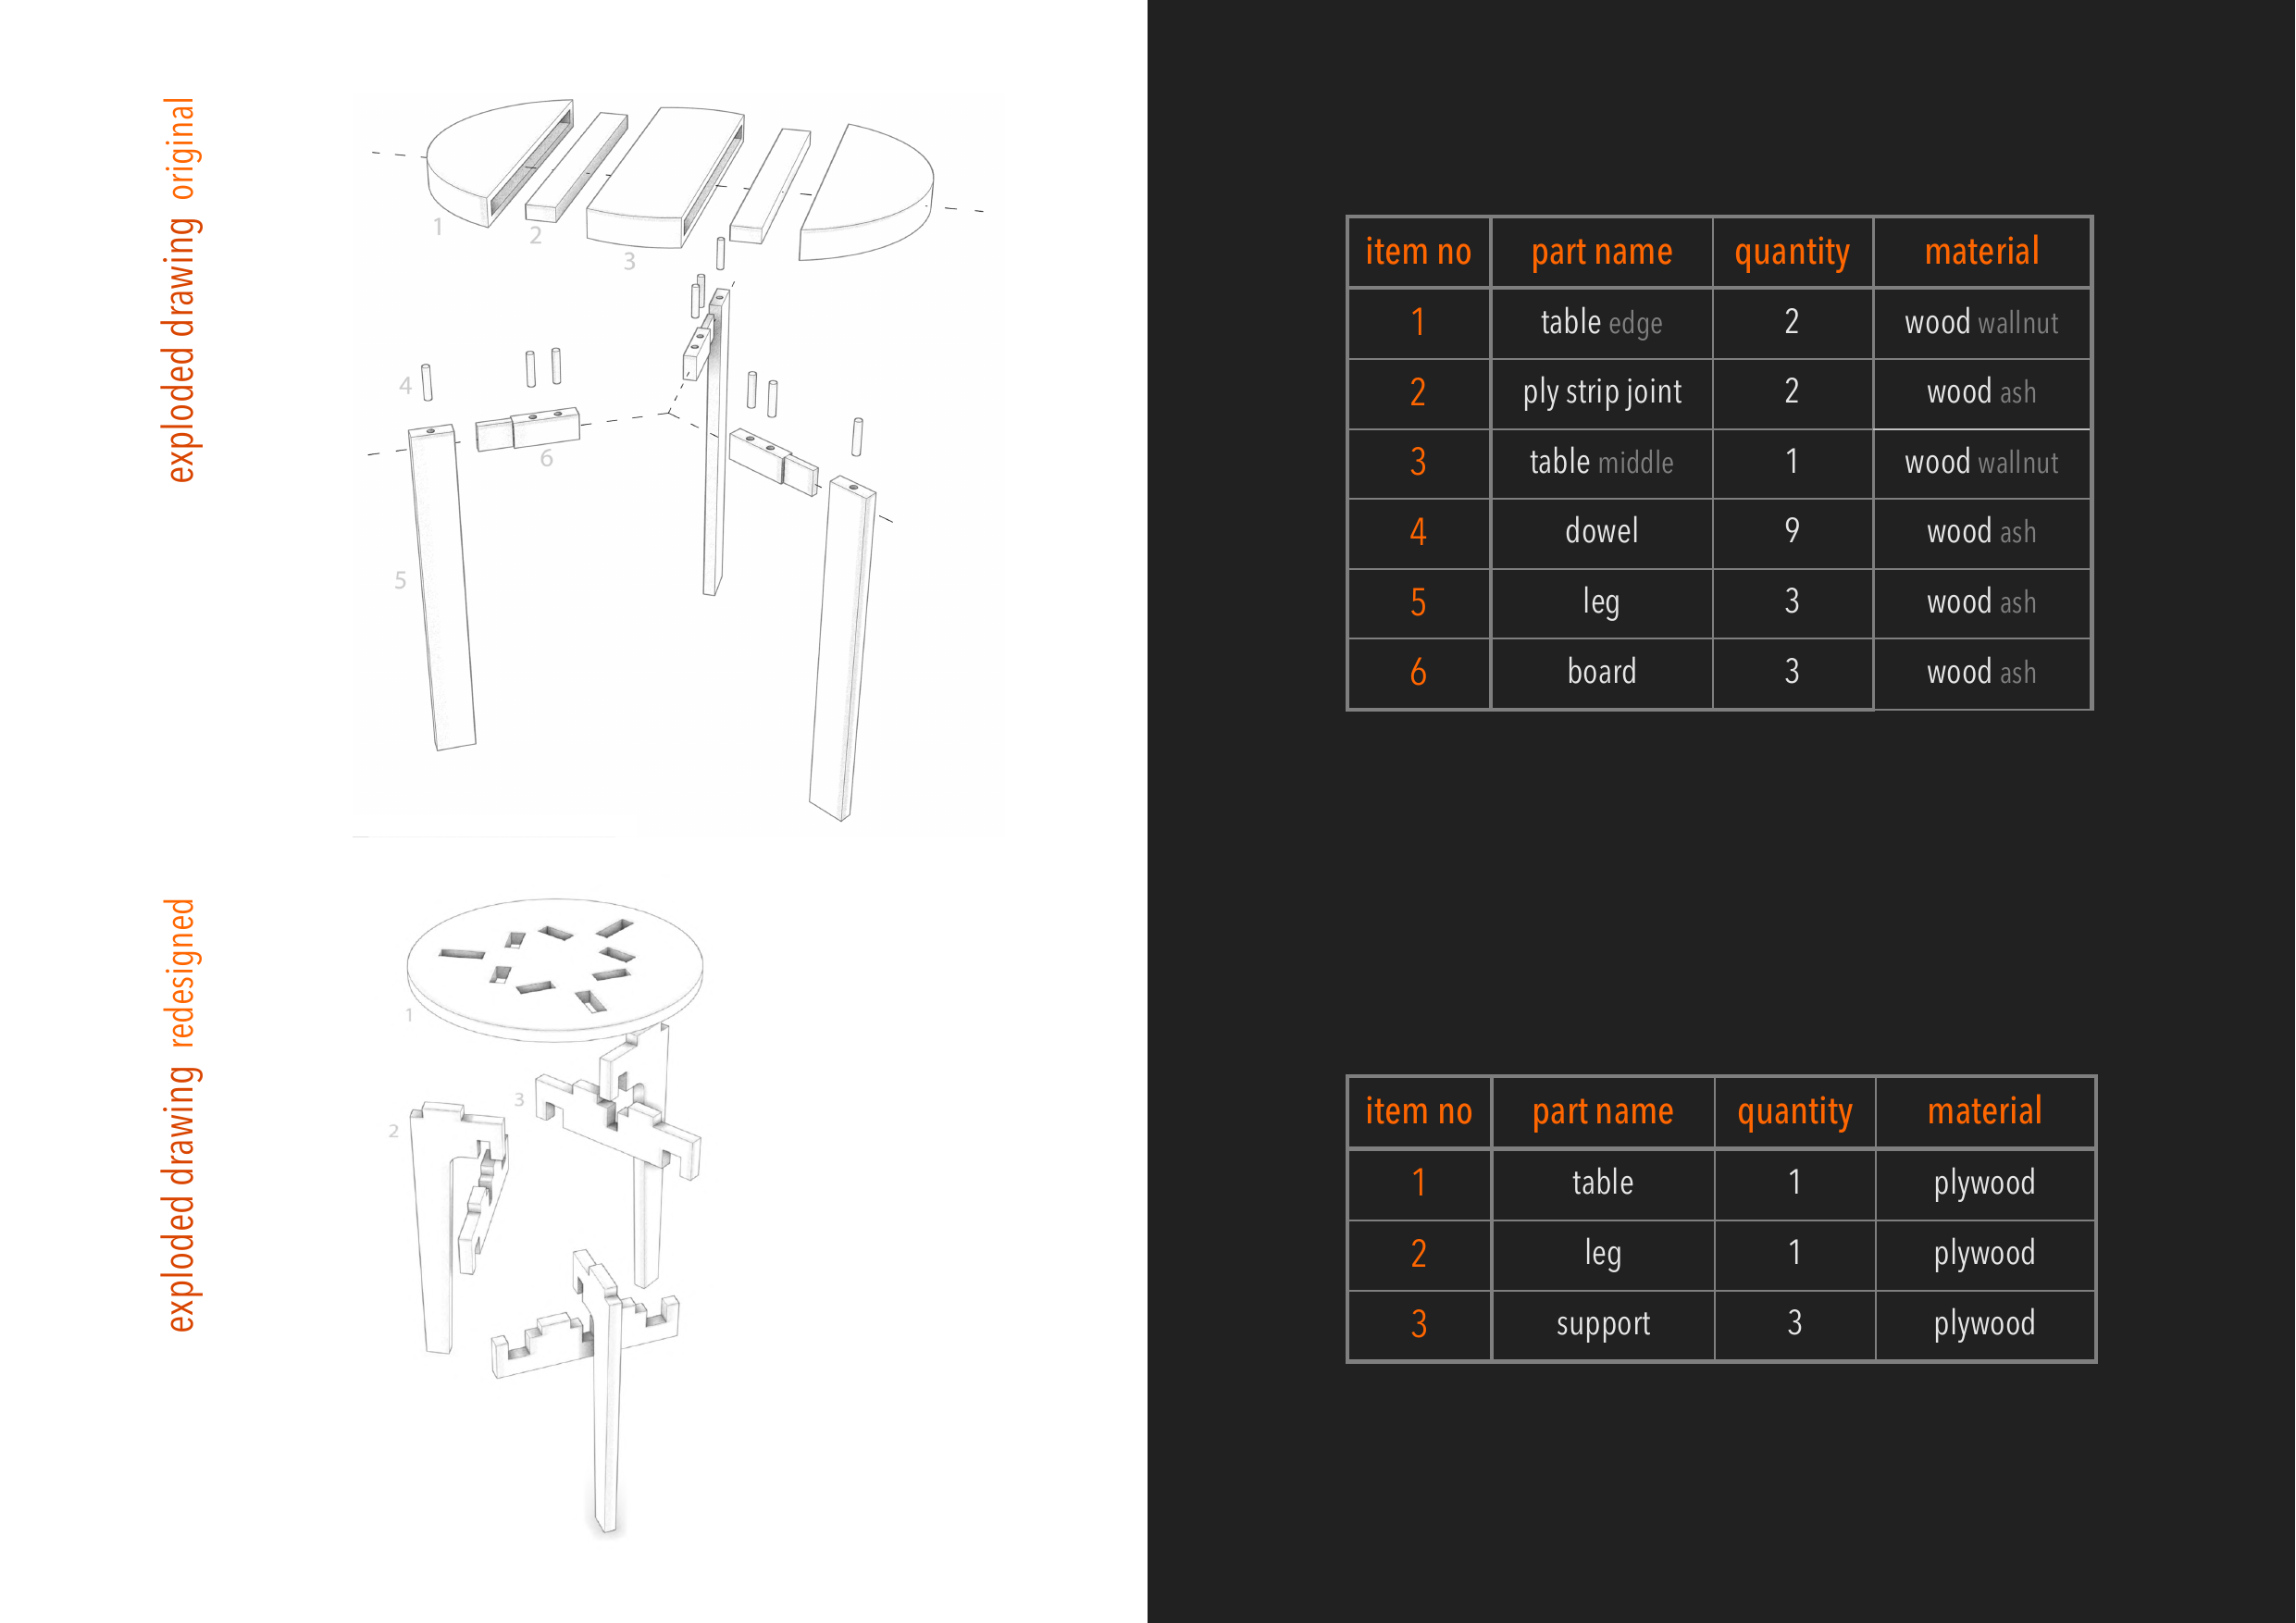 exploded drawing original
1
2
3
4
5
6
item no part name quantity material
1 table edge 2 wood wallnut
2 ply strip joint 2 wood ash
3 table middle 1 wood wallnut
4 dowel 9 wood ash
5 leg 3 wood ash
6 board 3 wood ash
exploded drawing redesigned
1
2
3
item no part name quantity material
1 table 1 plywood
2 leg 1 plywood
3 support 3 plywood